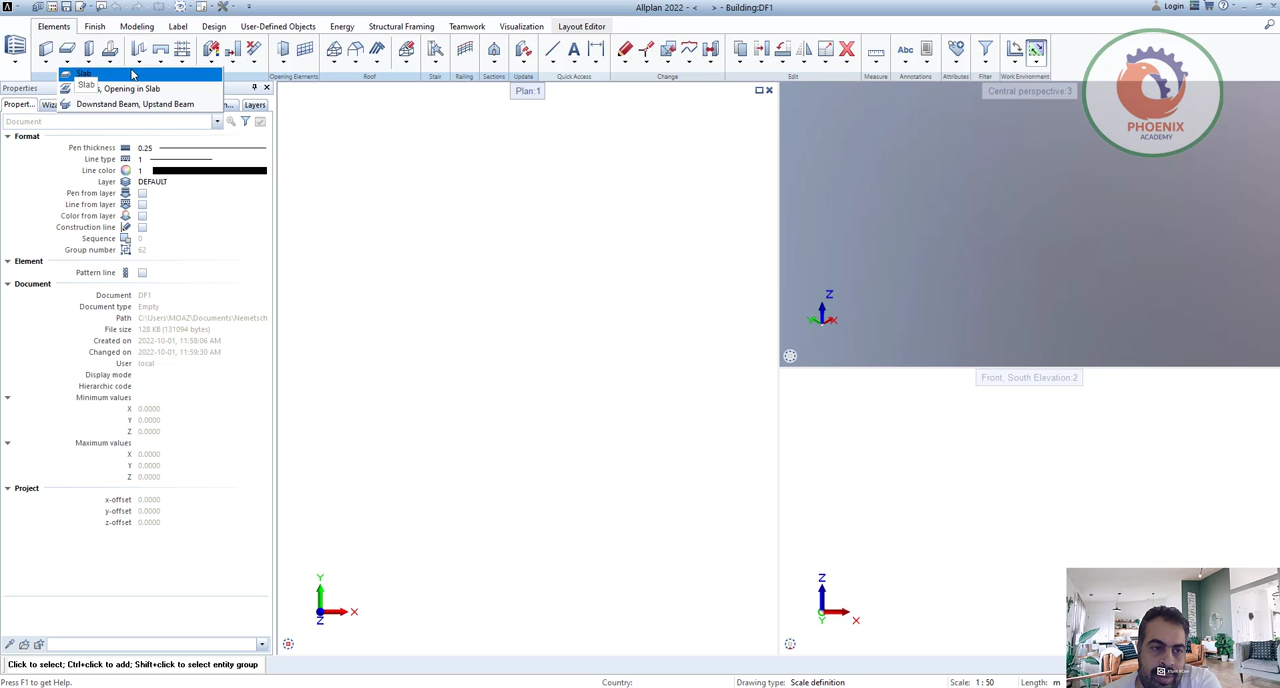 Allplan 2022 - < > - Building:DF1
Login
Elements Finish Modeling Label Design User-Defined Objects Energy Structural Framing Teamwork Visualization Layout Editor
Opening Elements Roof Stair Railing Sections Update Quick Access Change Edit Measure Annotations Attributes Filter Work Environment
Slab
, Opening in Slab
Slab
Downstand Beam, Upstand Beam
Properties
Propert... Wiz n... Layers
Document
Format
Pen thickness 0.25
Line type 1
Line color 1
Layer DEFAULT
Pen from layer
Line from layer
Color from layer
Construction line
Sequence 0
Group number 62
Element
Pattern line
Document
Document DF1
Document type Empty
Path C:\Users\MOAZ\Documents\Nemetsch
File size 128 KB (131094 bytes)
Created on 2022-10-01, 11:58:06 AM
Changed on 2022-10-01, 11:59:30 AM
User local
Display mode
Hierarchic code
Minimum values
X 0.0000
Y 0.0000
Z 0.0000
Maximum values
X 0.0000
Y 0.0000
Z 0.0000
Project
x-offset 0.0000
y-offset 0.0000
z-offset 0.0000
Plan:1
Y
X
Z
Central perspective:3
Z
Y X
PHOENIX
ACADEMY
Front, South Elevation:2
Z
X
Y
Click to select; Ctrl+click to add; Shift+click to select entity group
Press F1 to get Help.
Country:
Drawing type: Scale definition
Scale: 1 : 50
Length: m